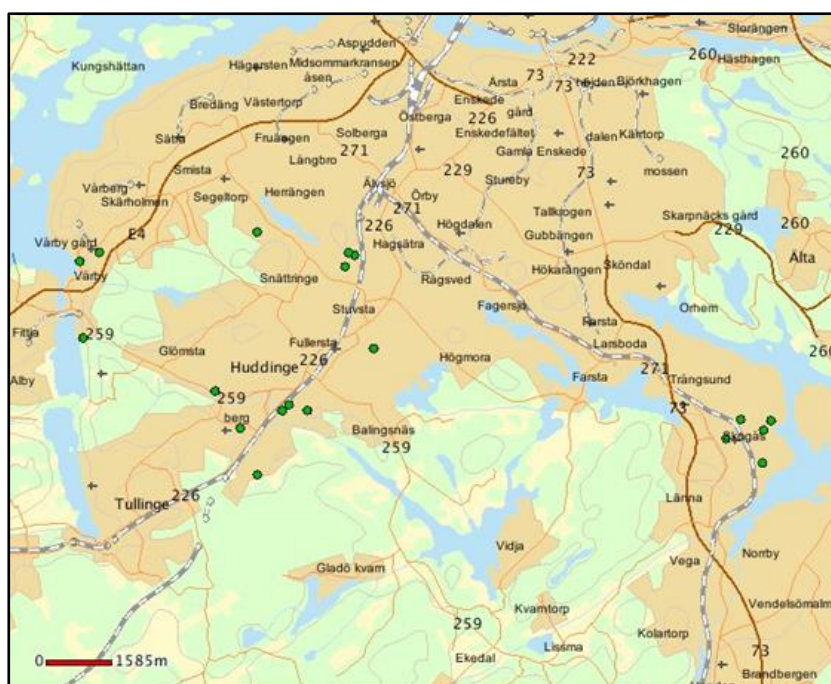 Aspudden
Storängen
Kungshättan
Hägersten
Midsommarkransen
222
260
Hästhagen
åsen
Årsta
73
höjden
Björkhagen
73
Bredäng
Västertorp
Enskede
gård
226
Östberga
Sätra
Fruängen
Solberga
Enskedefältet
dalen
Kärrtorp
271
Gamla Enskede
Långbro
260
Smista
229
mossen
Vårberg
Segeltorp
Herrängen
Älvsjö
Stureby
73
Skärholmen
Örby
271
Tallkrogen
Skarpnäcks gård
226
Högdalen
229
260
E4
Gubbängen
Vårby gård
Hagsätra
Älta
Vårby
Snättringe
Rågsved
Hökarängen
Sköndal
Stuvsta
Fagersjö
Orhem
Fittja
259
Farsta
Fullersta
Larsboda
Glömsta
260
Huddinge
226
Högmora
271
Alby
Farsta
Trångsund
259
73
berg
Balingsnäs
Skogås
259
Tullinge
226
Länna
Vidja
Norrby
Gladö kvarn
Vega
Kvarntorp
Vendelsömalm
259
Kolartorp
Lissma
73
0
1585m
Ekedal
Brandbergen